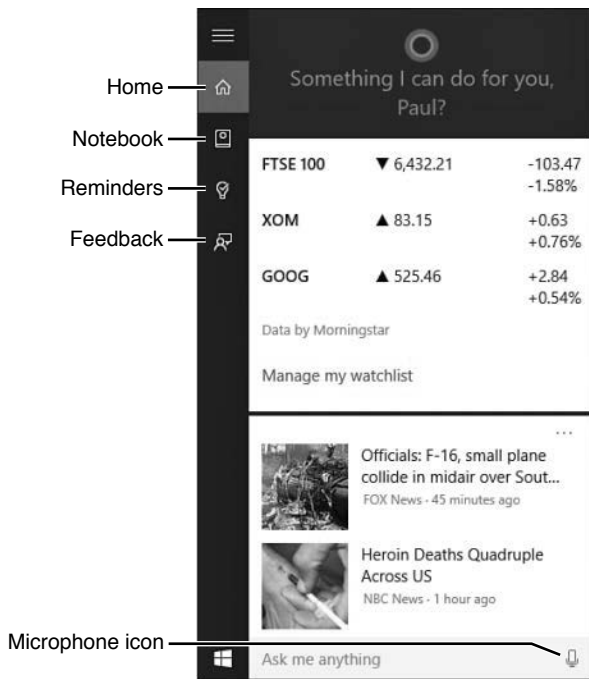 Home
Notebook
Reminders
Feedback
Microphone icon
Something I can do for you,
Paul?
FTSE 100 ▼ 6,432.21 -103.47
-1.58%
XOM ▲ 83.15 +0.63
+0.76%
GOOG ▲ 525.46 +2.84
+0.54%
Data by Morningstar
Manage my watchlist
...
Officials: F-16, small plane
collide in midair over Sout...
FOX News - 45 minutes ago
Heroin Deaths Quadruple
Across US
NBC News - 1 hour ago
Ask me anything